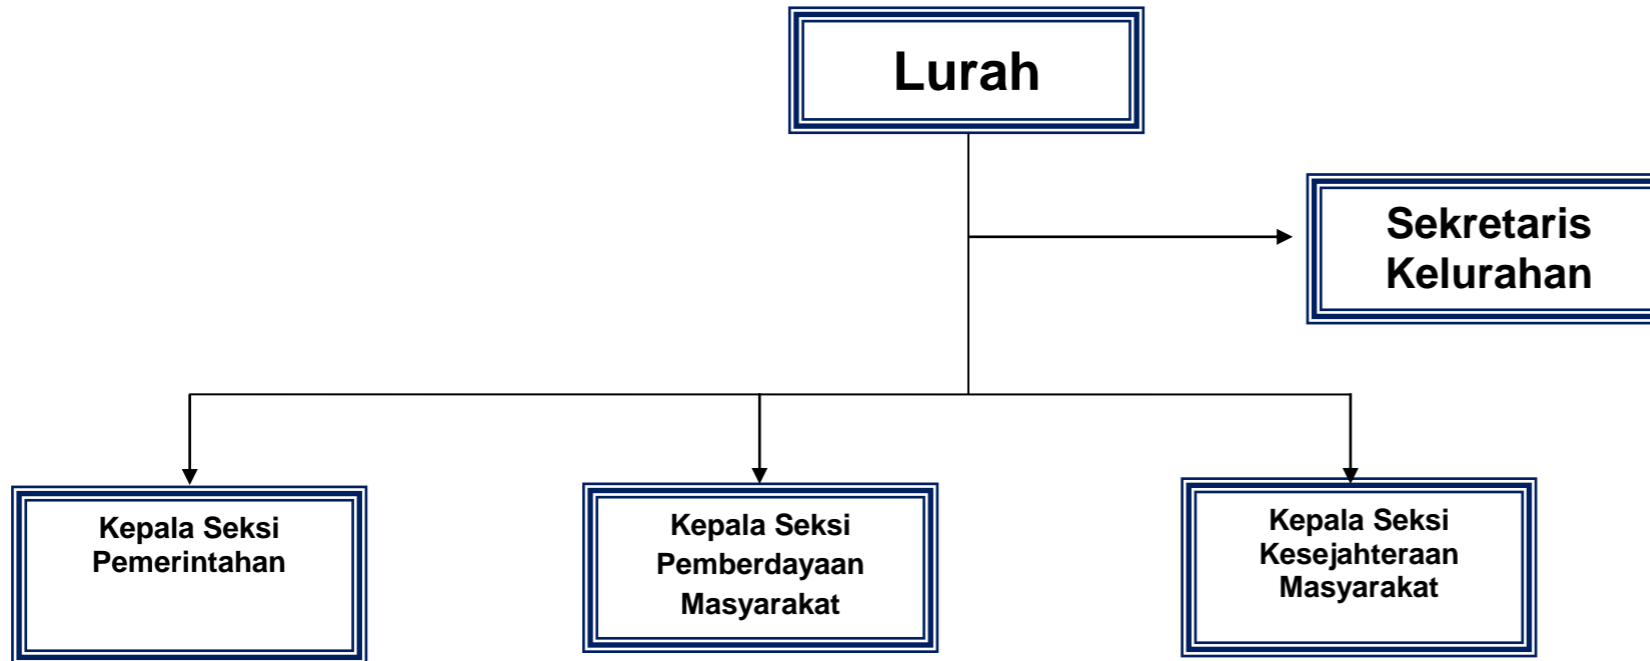 Lurah
Sekretaris
Kelurahan
Kepala Seksi
Pemerintahan
Kepala Seksi
Pemberdayaan
Masyarakat
Kepala Seksi
Kesejahteraan
Masyarakat